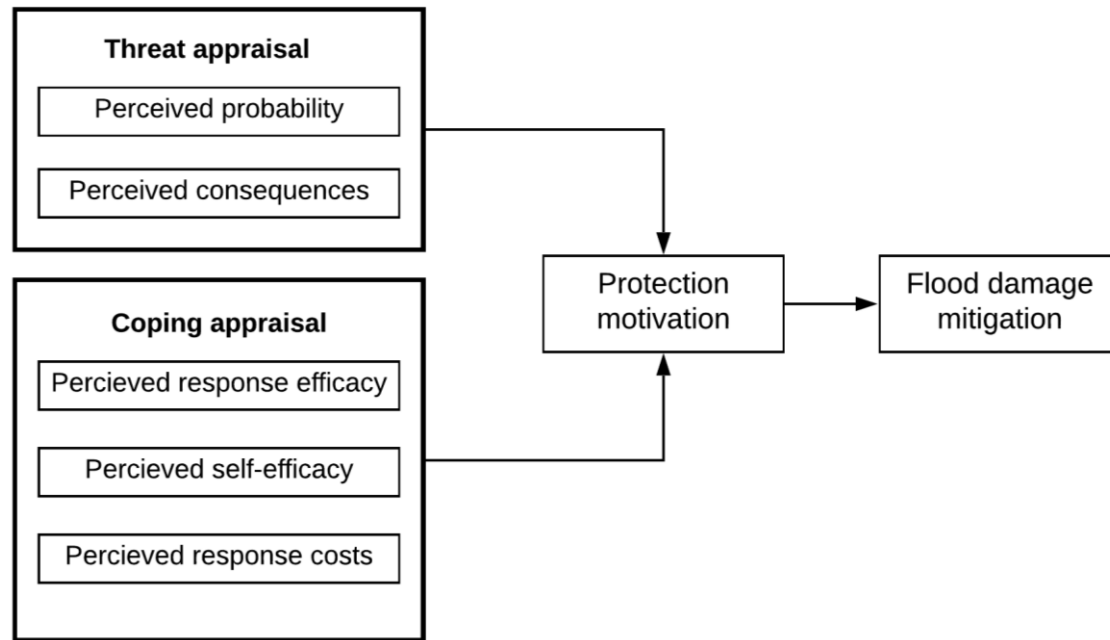 Threat appraisal
Perceived probability
Perceived consequences
Coping appraisal
Percieved response efficacy
Percieved self-efficacy
Percieved response costs
Protection
motivation
Flood damage
mitigation